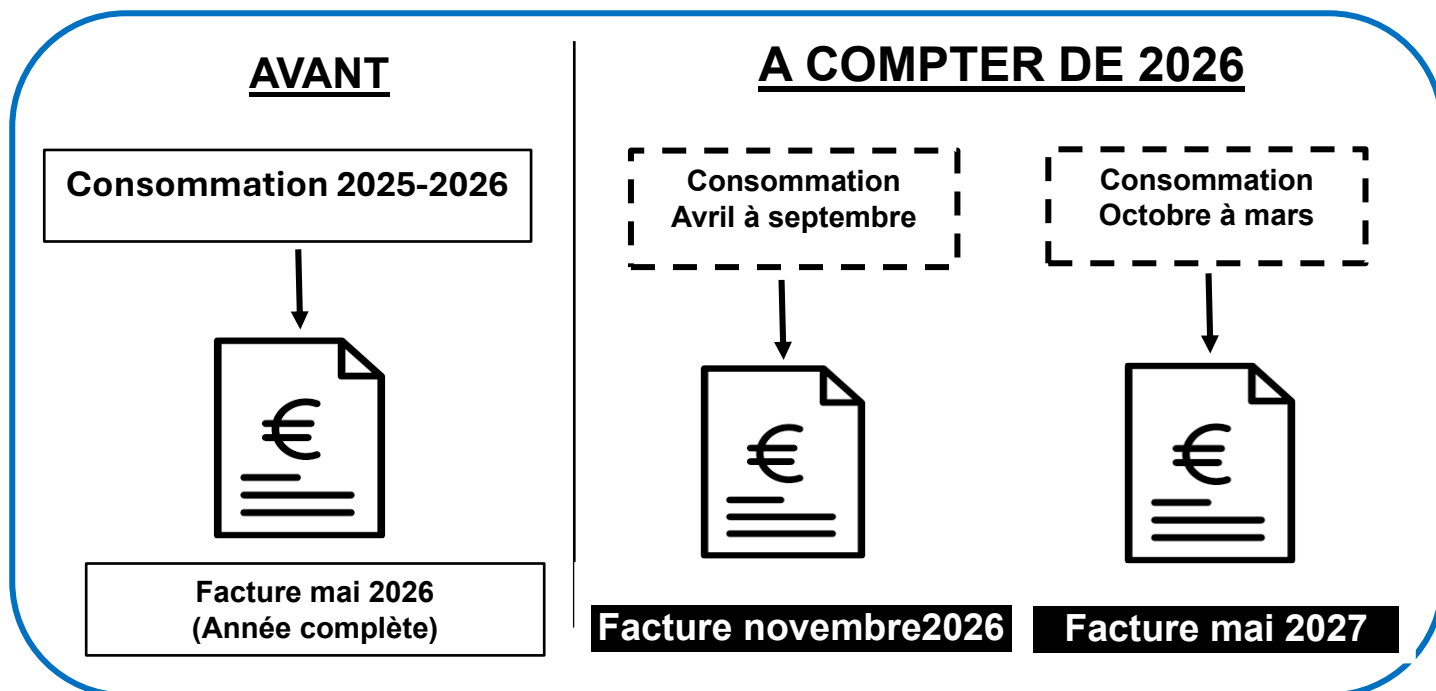 AVANT
Consommation 2025-2026
€
Facture mai 2026
(Année complète)
A COMPTER DE 2026
Consommation
Avril à septembre
€
Facture novembre2026
Consommation
Octobre à mars
€
Facture mai 2027